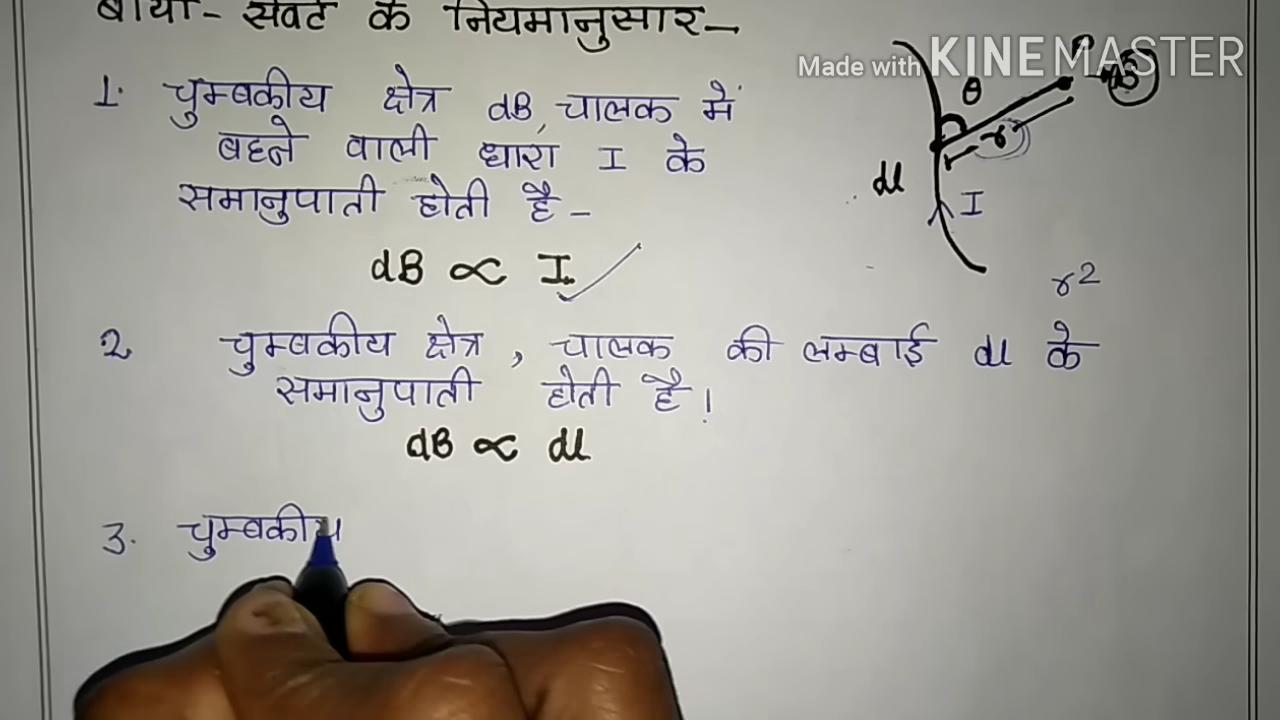 बायो-सेवर्ट के नियमानुसार-
Made with KINEMASTER
P
θ
r
dl
I
1. चुम्बकीय क्षेत्र dB, चालक में
बहने वाली धारा I के
समानुपाती होती है -
dB ∝ I
r²
2. चुम्बकीय क्षेत्र, चालक की लम्बाई dl के
समानुपाती होती है।
dB ∝ dl
3. चुम्बकीय